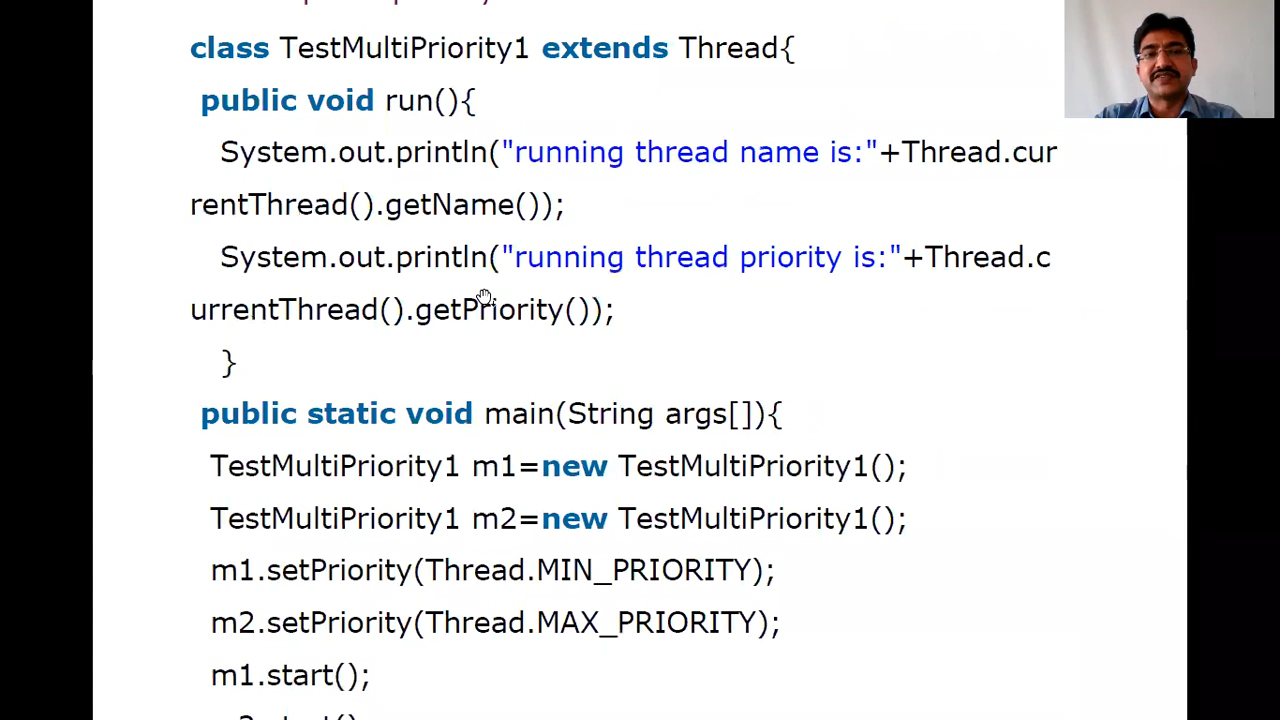 class TestMultiPriority1 extends Thread{
public void run(){
System.out.println("running thread name is:"+Thread.cur
rentThread().getName());
System.out.println("running thread priority is:"+Thread.c
urrentThread().getPriority());
}
public static void main(String args[]){
TestMultiPriority1 m1=new TestMultiPriority1();
TestMultiPriority1 m2=new TestMultiPriority1();
m1.setPriority(Thread.MIN_PRIORITY);
m2.setPriority(Thread.MAX_PRIORITY);
m1.start();